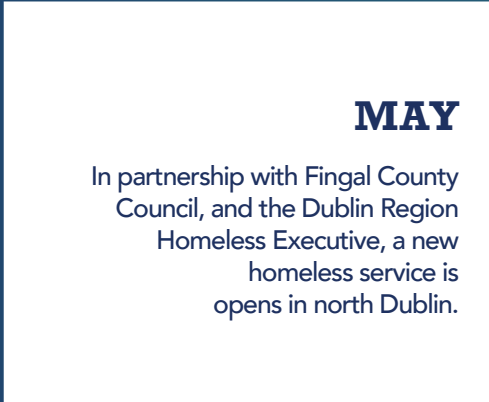 MAY
In partnership with Fingal County
Council, and the Dublin Region
Homeless Executive, a new
homeless service is
opens in north Dublin.